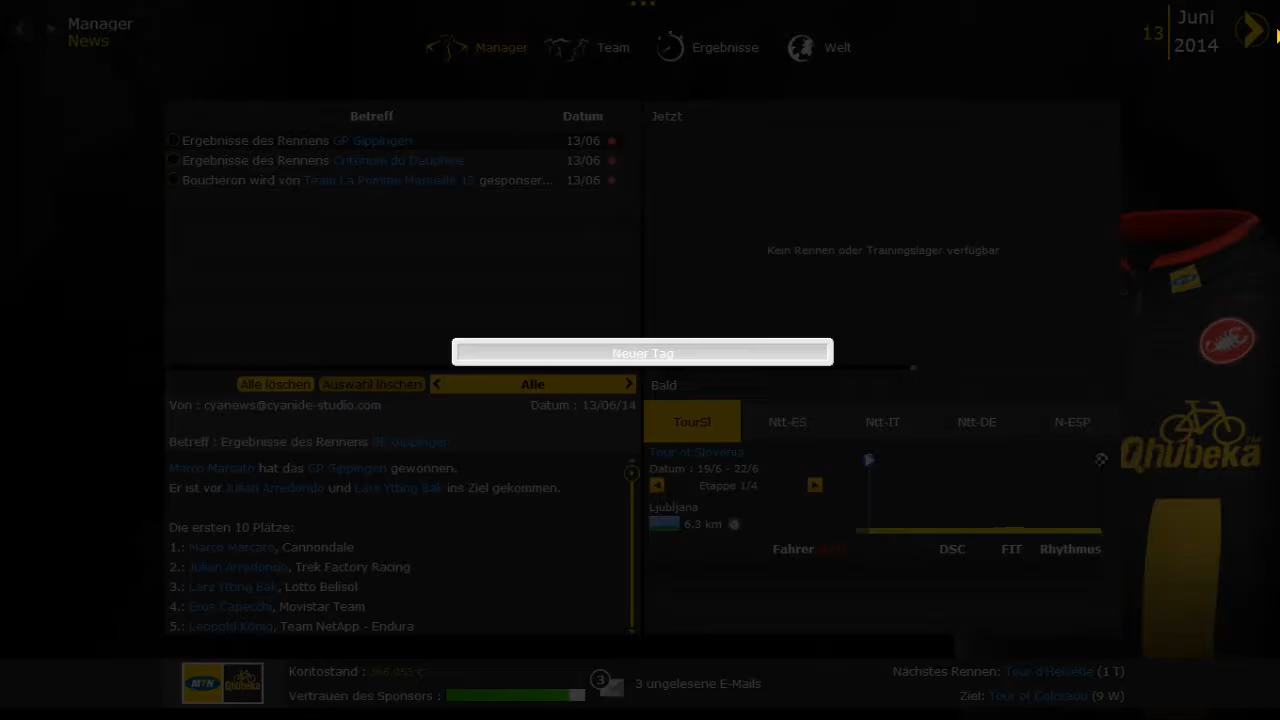 Manager
News
Manager
Team
Ergebnisse
Welt
13
Juni
2014
Betreff
Datum
Ergebnisse des Rennens GP Gippingen 13/06
Ergebnisse des Rennens Critérium du Dauphiné 13/06
Boucheron wird von Team La Pomme Marseille 13 gesponser... 13/06
Jetzt
Kein Rennen oder Trainingslager verfügbar
Neuer Tag
Alle löschen
Auswahl löschen
Alle
Von : cyanews@cyanide-studio.com
Datum : 13/06/14
Betreff : Ergebnisse des Rennens GP Gippingen
Marco Marcato hat das GP Gippingen gewonnen.
Er ist vor Julian Arredondo und Lars Ytting Bak ins Ziel gekommen.
Die ersten 10 Plätze:
1.: Marco Marcato, Cannondale
2.: Julian Arredondo, Trek Factory Racing
3.: Lars Ytting Bak, Lotto Belisol
4.: Eros Capecchi, Movistar Team
5.: Leopold König, Team NetApp - Endura
Bald
TourSl
Ntt-ES
Ntt-IT
Ntt-DE
N-ESP
Tour of Slovenia
Datum : 19/6 - 22/6
Etappe 1/4
Ljubljana
6.3 km
Fahrer
DSC
FIT
Rhythmus
Qhubeka
MTN
Qhubeka
Kontostand :
Vertrauen des Sponsors :
3
3 ungelesene E-Mails
Nächstes Rennen: Tour d'Helvétie (1 T)
Ziel: Tour of Colorado (9 W)